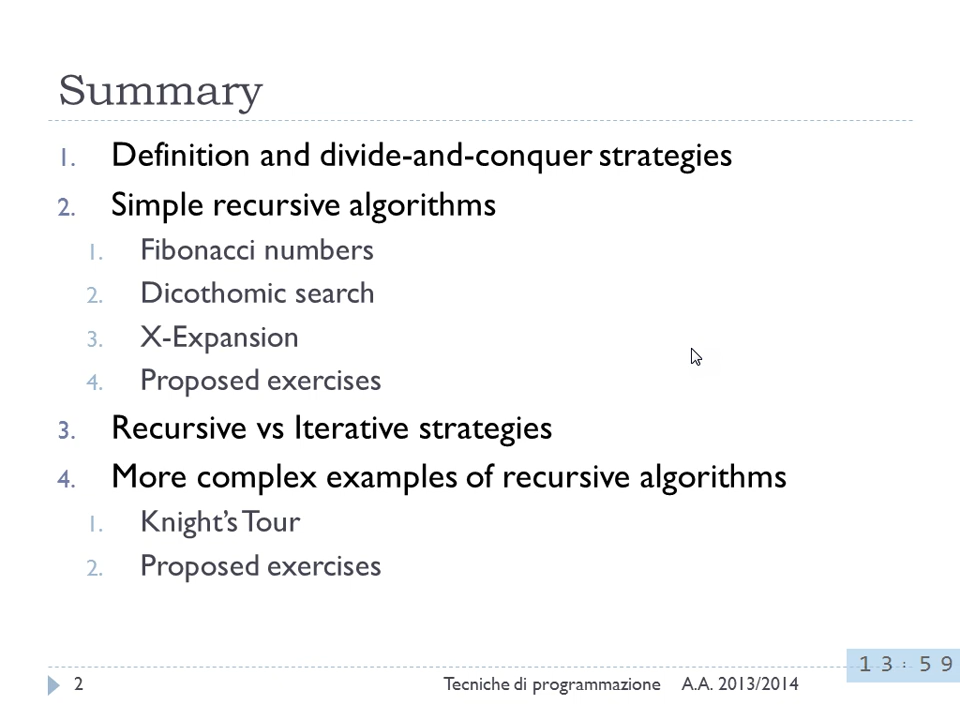 Summary
1. Definition and divide-and-conquer strategies
2. Simple recursive algorithms
1. Fibonacci numbers
2. Dicothomic search
3. X-Expansion
4. Proposed exercises
3. Recursive vs Iterative strategies
4. More complex examples of recursive algorithms
1. Knight's Tour
2. Proposed exercises
2 Tecniche di programmazione A.A. 2013/2014
13:59